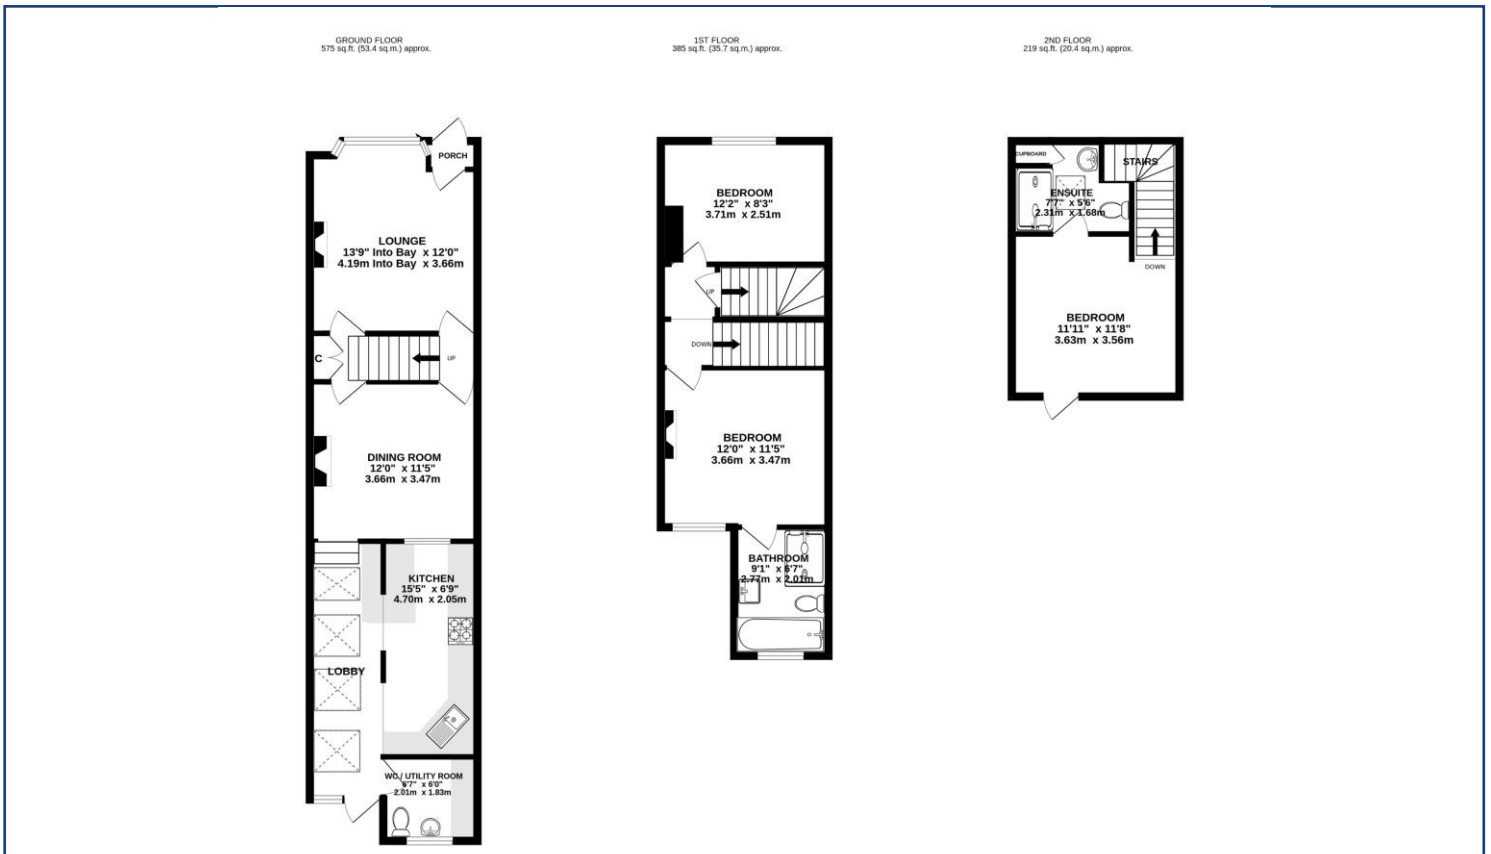 GROUND FLOOR
575 sq.ft. (53.4 sq.m.) approx.
PORCH
LOUNGE
13'9" Into Bay x 12'0"
4.19m Into Bay x 3.66m
C
UP
DINING ROOM
12'0" x 11'5"
3.66m x 3.47m
KITCHEN
15'5" x 6'9"
4.70m x 2.05m
LOBBY
WC / UTILITY ROOM
6'7" x 6'0"
2.01m x 1.83m
1ST FLOOR
385 sq.ft. (35.7 sq.m.) approx.
BEDROOM
12'2" x 8'3"
3.71m x 2.51m
UP
DOWN
BEDROOM
12'0" x 11'5"
3.66m x 3.47m
BATHROOM
9'1" x 6'7"
2.77m x 2.01m
2ND FLOOR
219 sq.ft. (20.4 sq.m.) approx.
CUPBOARD
STAIRS
ENSUITE
7'7" x 5'6"
2.31m x 1.68m
DOWN
BEDROOM
11'11" x 11'8"
3.63m x 3.56m